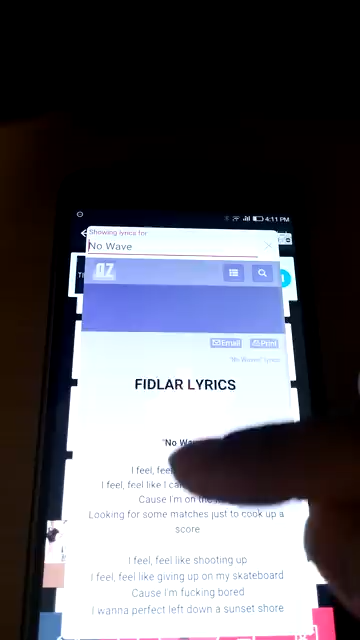 4:11 PM
Showing lyrics for
No Wave
AZ
Email
Print
"No Waves" lyrics
FIDLAR LYRICS
"No Wav
I feel, feel
I feel, feel like I ca
Cause I'm on the
Looking for some matches just to cook up a
score
I feel, feel like shooting up
I feel, feel like giving up on my skateboard
Cause I'm fucking bored
I wanna perfect left down a sunset shore